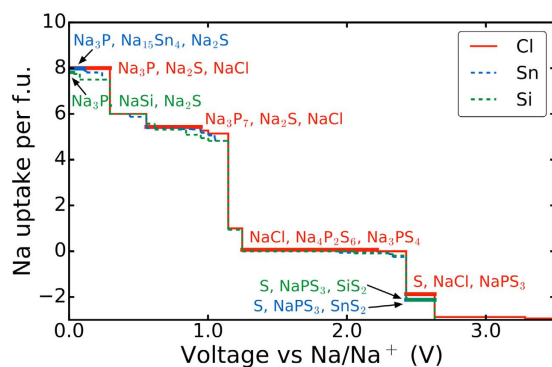 Na₃P, Na₁₅Sn₄, Na₂S
Na₃P, Na₂S, NaCl
Na₃P, NaSi, Na₂S
Na₃P₇, Na₂S, NaCl
NaCl, Na₄P₂S₆, Na₃PS₄
S, NaPS₃, SiS₂
S, NaCl, NaPS₃
S, NaPS₃, SnS₂
Cl
Sn
Si
Na uptake per f.u.
10
8
6
4
2
0
−2
0.0 1.0 2.0 3.0
Voltage vs Na/Na⁺ (V)